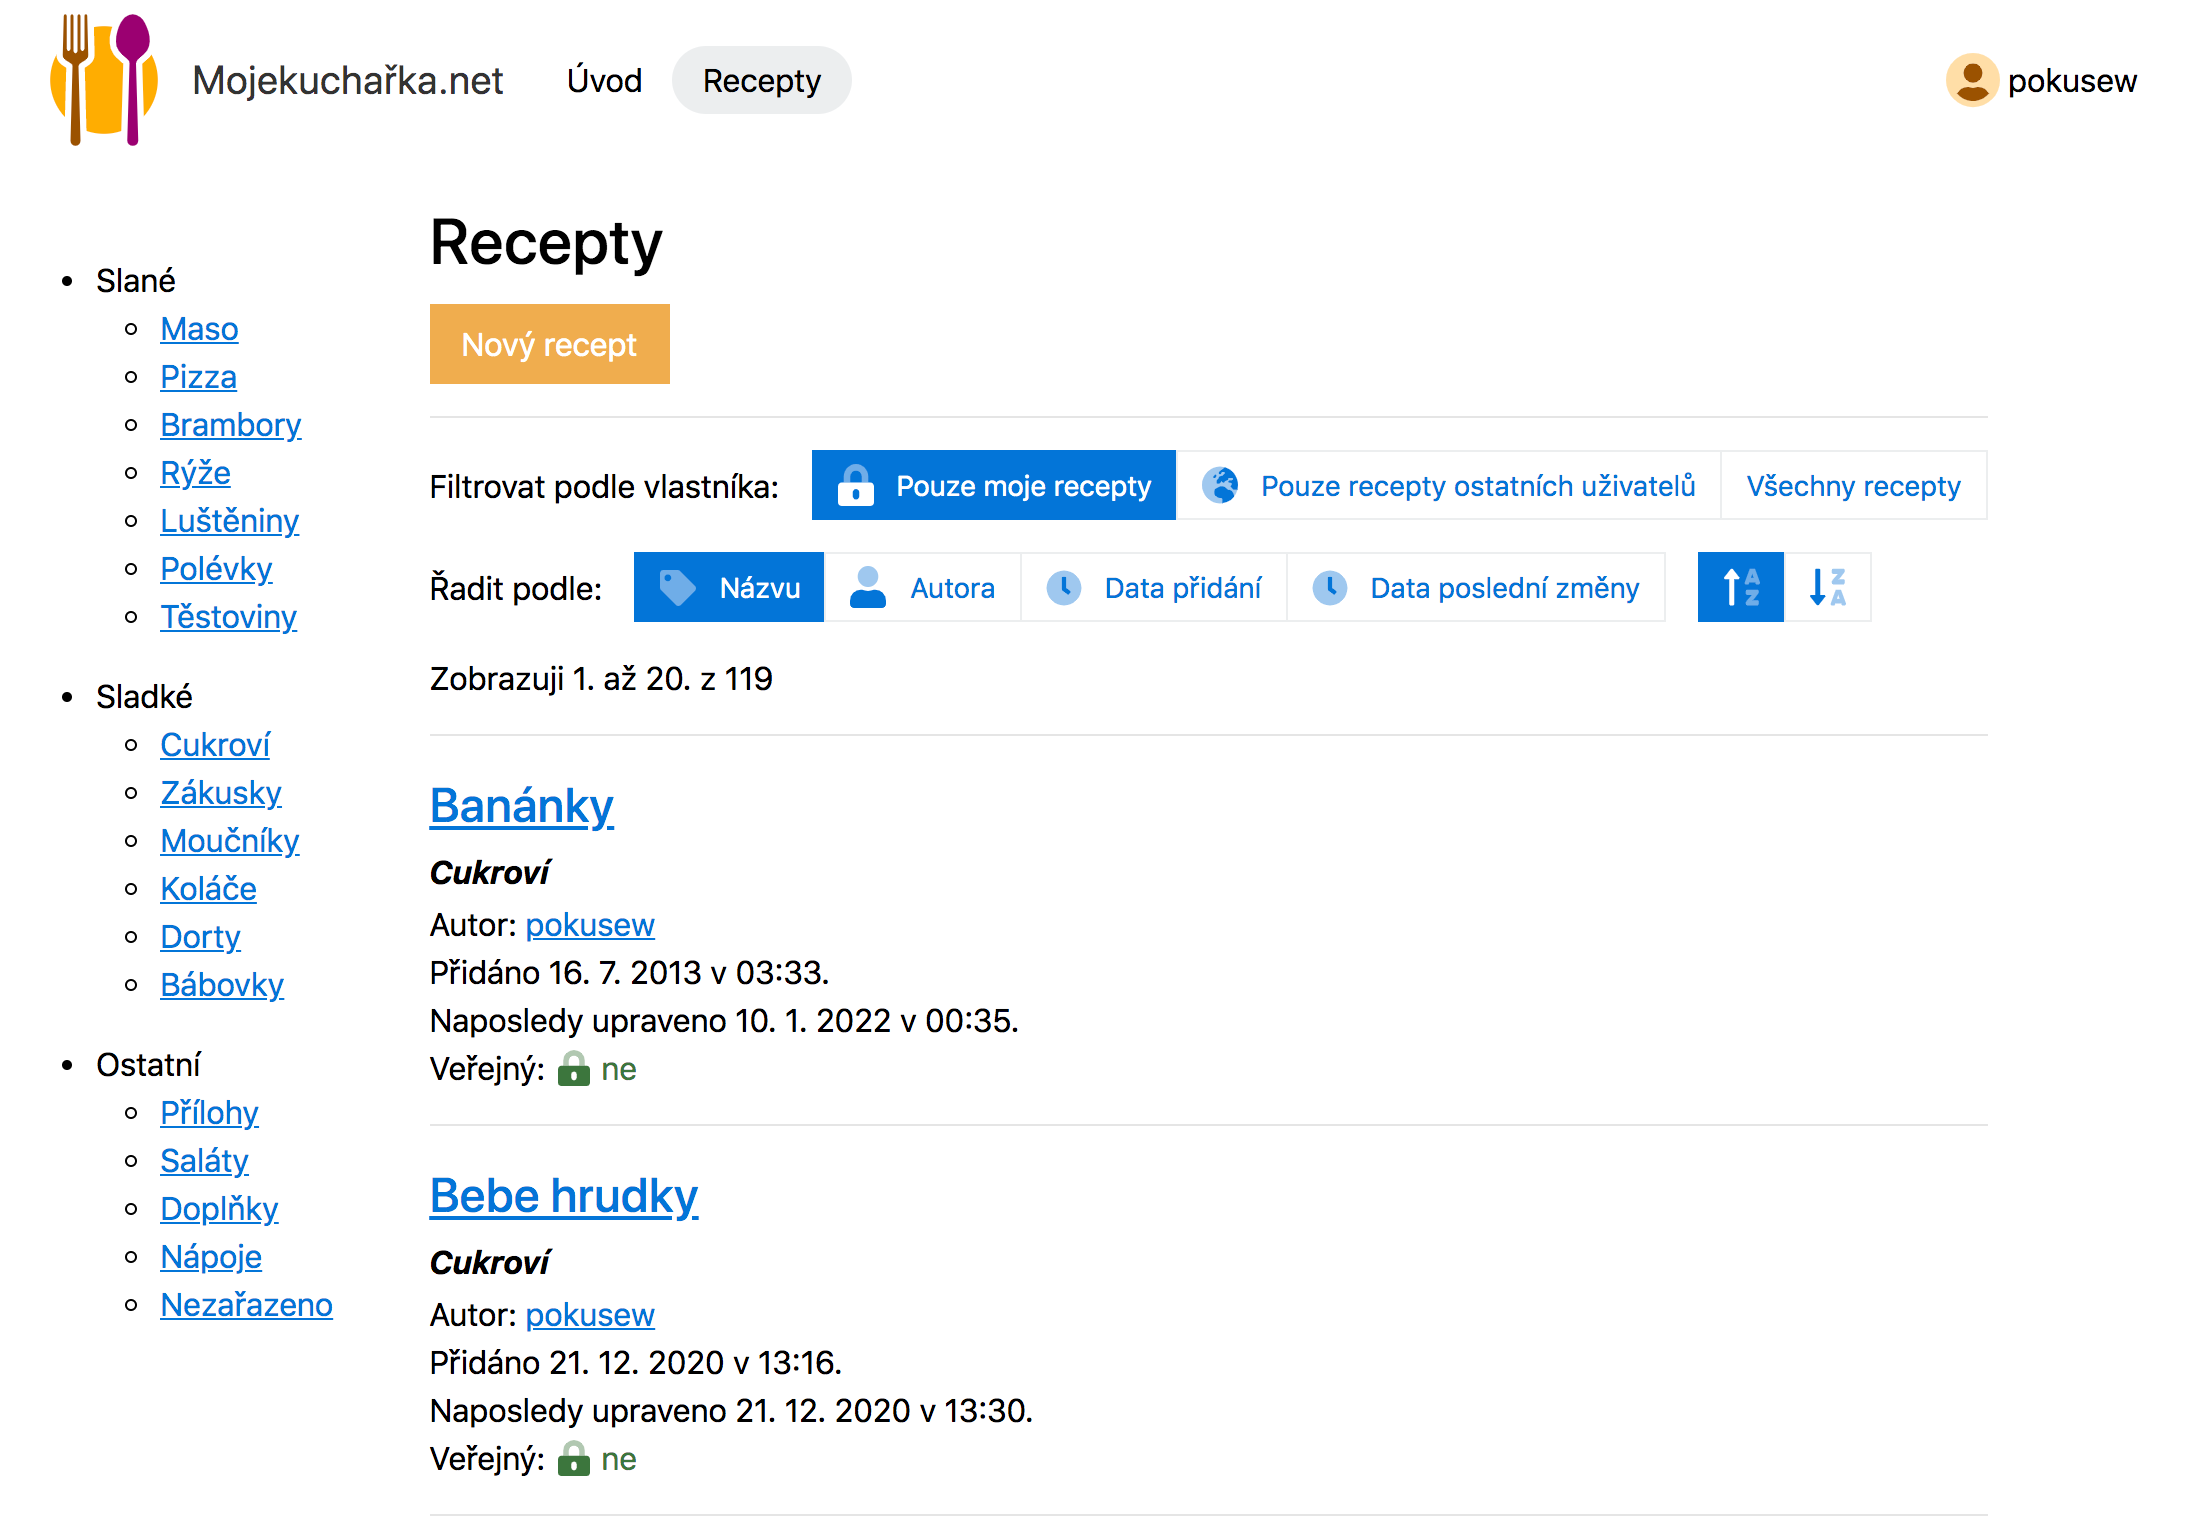 Mojekuchařka.net Úvod Recepty pokusew
Slané
Maso
Pizza
Brambory
Rýže
Luštěniny
Polévky
Těstoviny
Sladké
Cukroví
Zákusky
Moučníky
Koláče
Dorty
Bábovky
Ostatní
Přílohy
Saláty
Doplňky
Nápoje
Nezařazeno
Recepty
Nový recept
Filtrovat podle vlastníka: Pouze moje recepty Pouze recepty ostatních uživatelů Všechny recepty
Řadit podle: Názvu Autora Data přidání Data poslední změny A Z Z A
Zobrazuji 1. až 20. z 119
Banánky
Cukroví
Autor: pokusew
Přidáno 16. 7. 2013 v 03:33.
Naposledy upraveno 10. 1. 2022 v 00:35.
Veřejný: ne
Bebe hrudky
Cukroví
Autor: pokusew
Přidáno 21. 12. 2020 v 13:16.
Naposledy upraveno 21. 12. 2020 v 13:30.
Veřejný: ne